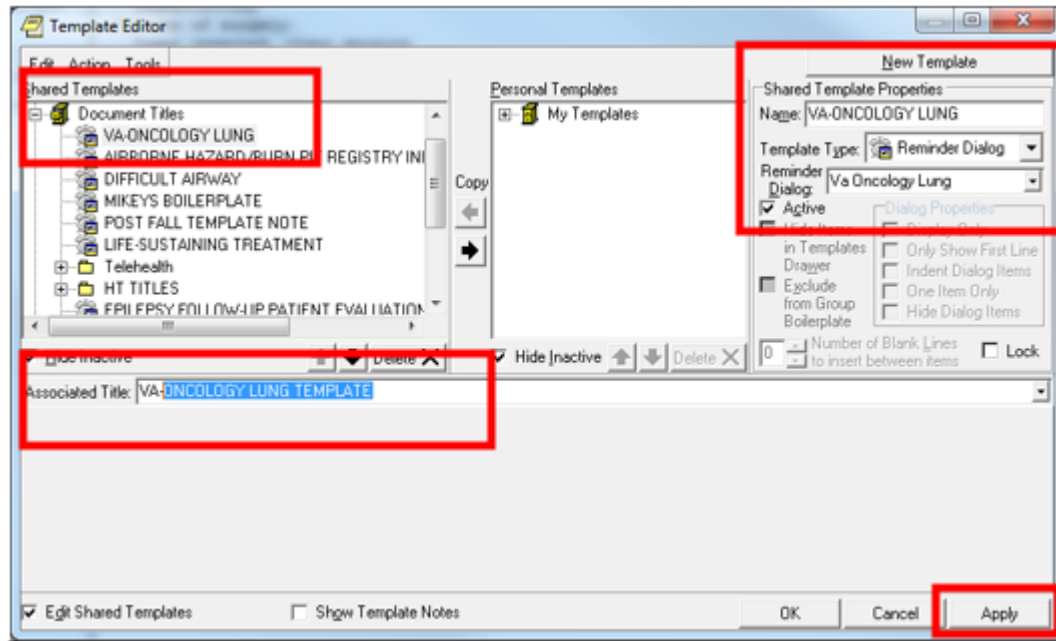 Template Editor
Edit Action Tools
New Template
Shared Templates
Document Titles
VA-ONCOLOGY LUNG
AIRBORNE HAZARD/BURN PIT REGISTRY INI
DIFFICULT AIRWAY
MIKEYS BOILERPLATE
POST FALL TEMPLATE NOTE
LIFE-SUSTAINING TREATMENT
Telehealth
HT TITLES
EPILEPSY FOLLOW-UP PATIENT EVALUATION
Hide Inactive
Delete
Copy
Personal Templates
My Templates
Hide Inactive
Delete
Shared Template Properties
Name: VA-ONCOLOGY LUNG
Template Type: Reminder Dialog
Reminder
Dialog: Va Oncology Lung
Active
Hide Items
in Templates
Drawer
Exclude
from Group
Boilerplate
Dialog Properties
Display Only
Only Show First Line
Indent Dialog Items
One Item Only
Hide Dialog Items
0 Number of Blank Lines
to insert between items
Lock
Associated Title: VA-ONCOLOGY LUNG TEMPLATE
Edit Shared Templates
Show Template Notes
OK
Cancel
Apply